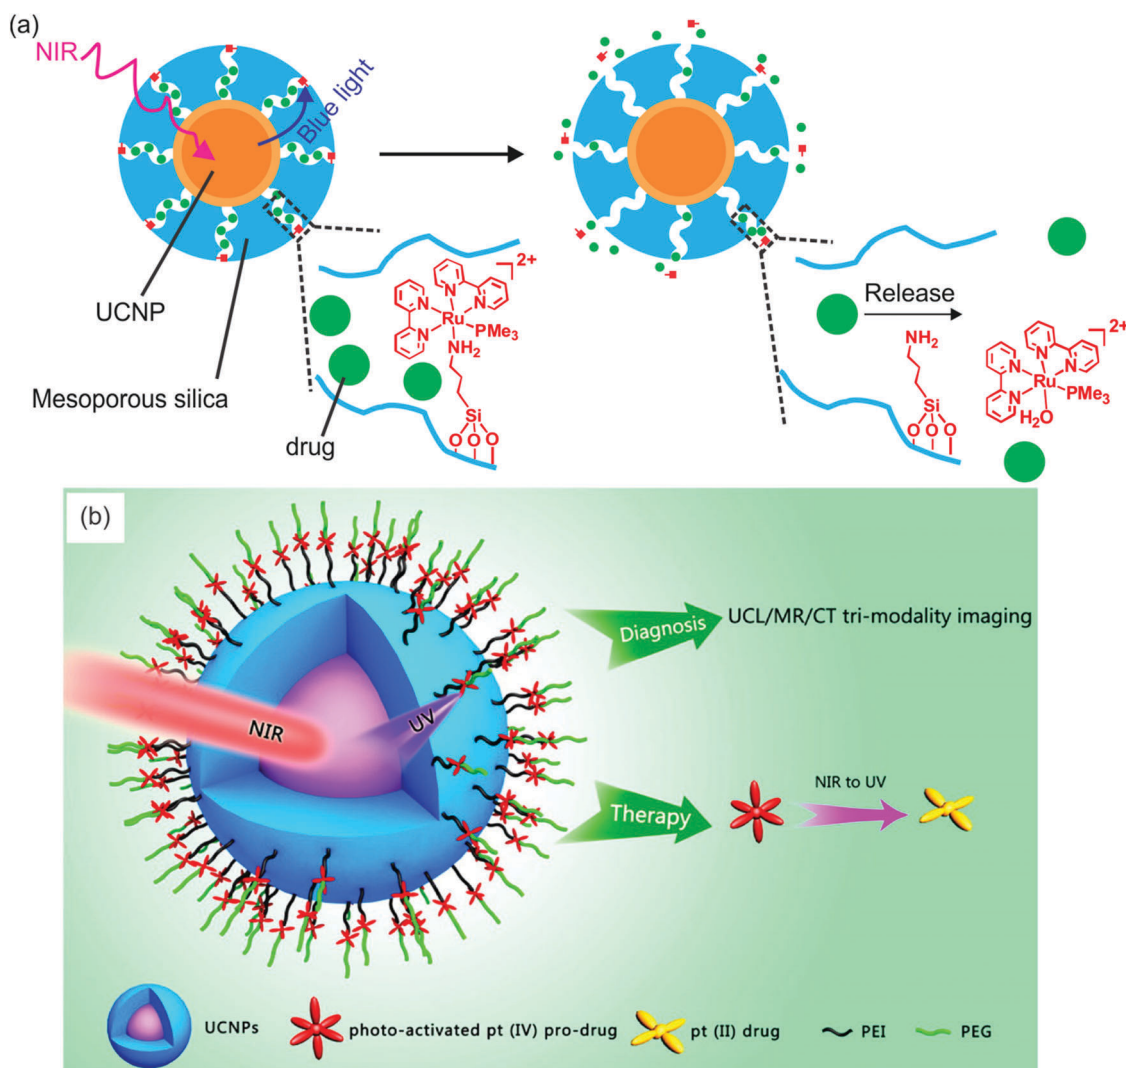 (a)
NIR
Blue light
UCNP
Mesoporous silica
drug
2+
N
N
N
N
Ru
PMe3
NH2
Si
O O O
Release
NH2
Si
O O O
2+
N
N
N
N
Ru
PMe3
H2O
(b)
NIR
UV
Diagnosis
UCL/MR/CT tri-modality imaging
Therapy
NIR to UV
UCNPs
photo-activated pt (IV) pro-drug
pt (II) drug
PEI
PEG